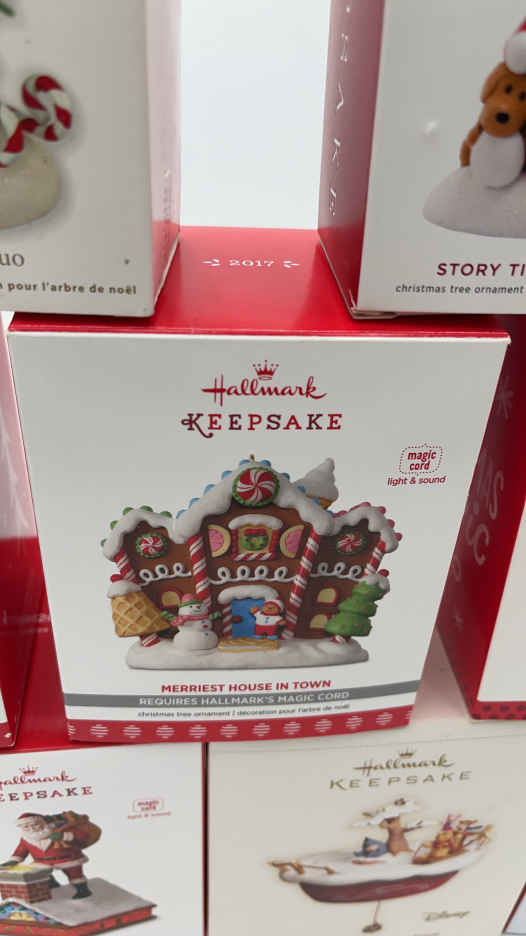 uo
pour l'arbre de noël
STORY TI
christmas tree ornament
2017
Hallmark
KEEPSAKE
magic
cord
light & sound
MERRIEST HOUSE IN TOWN
REQUIRES HALLMARK'S MAGIC CORD
christmas tree ornament | décoration pour l'arbre de noël
allmark
EEPSAKE
magic
cord
light & sound
Hallmark
KEEPSAKE
Disney